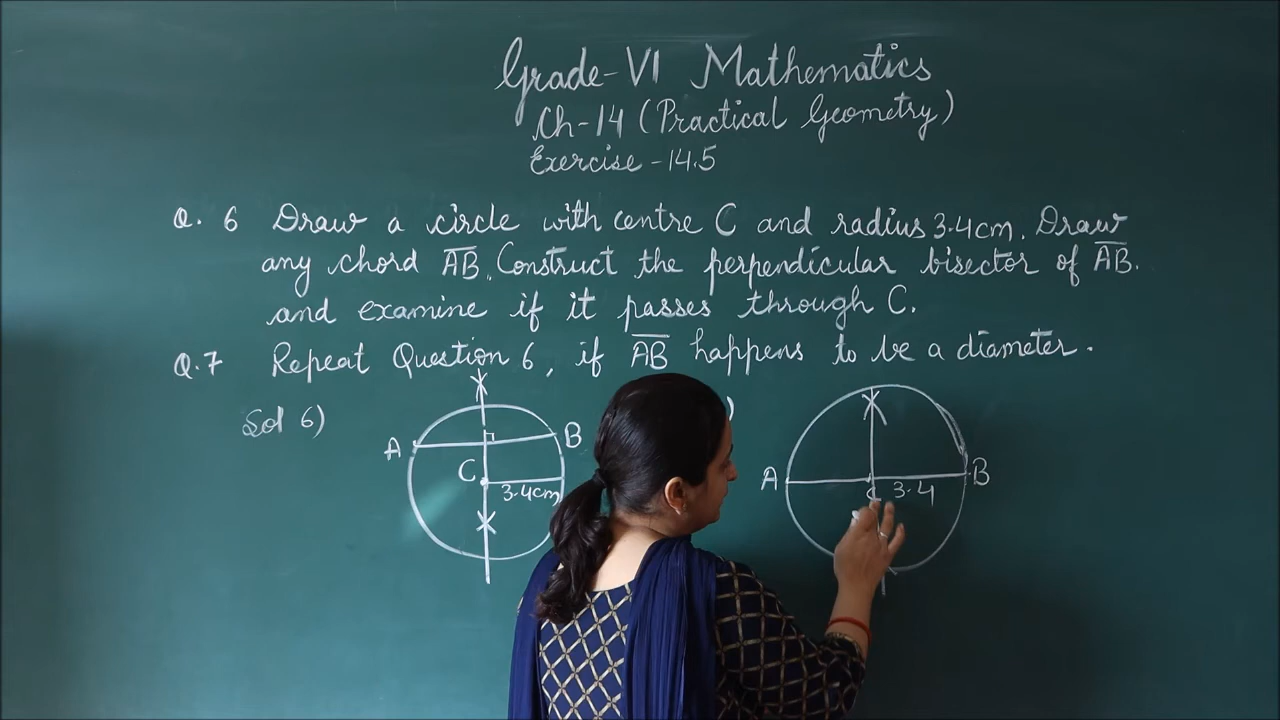 Grade-VI Mathematics
Ch-14 (Practical Geometry)
Exercise - 14.5
Q. 6 Draw a circle with centre C and radius 3.4cm. Draw
any chord AB. Construct the perpendicular bisector of AB.
and examine if it passes through C.
Q.7 Repeat Question 6, if AB happens to be a diameter.
Sol 6)
A B
C
3.4cm
)
A B
C 3.4